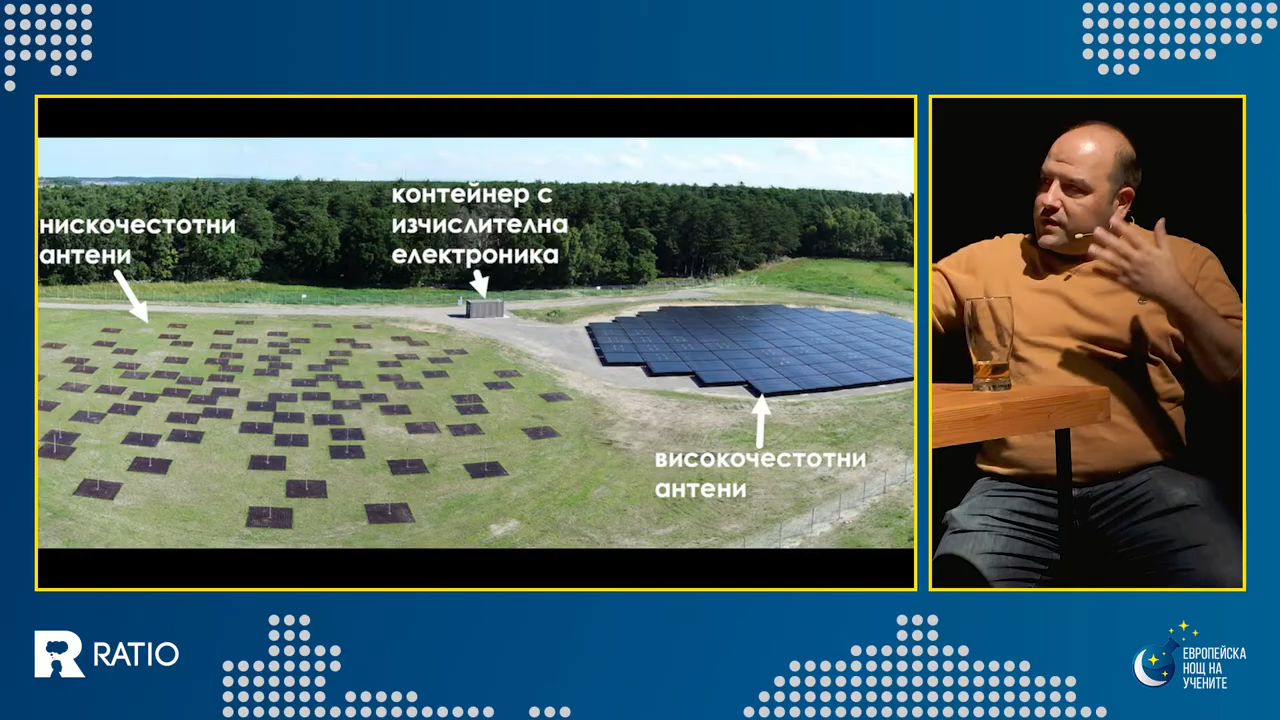 нискочестотни
антени
контейнер с
изчислителна
електроника
високочестотни
антени
RATIO
ЕВРОПЕЙСКА
НОЩ НА
УЧЕНИТЕ